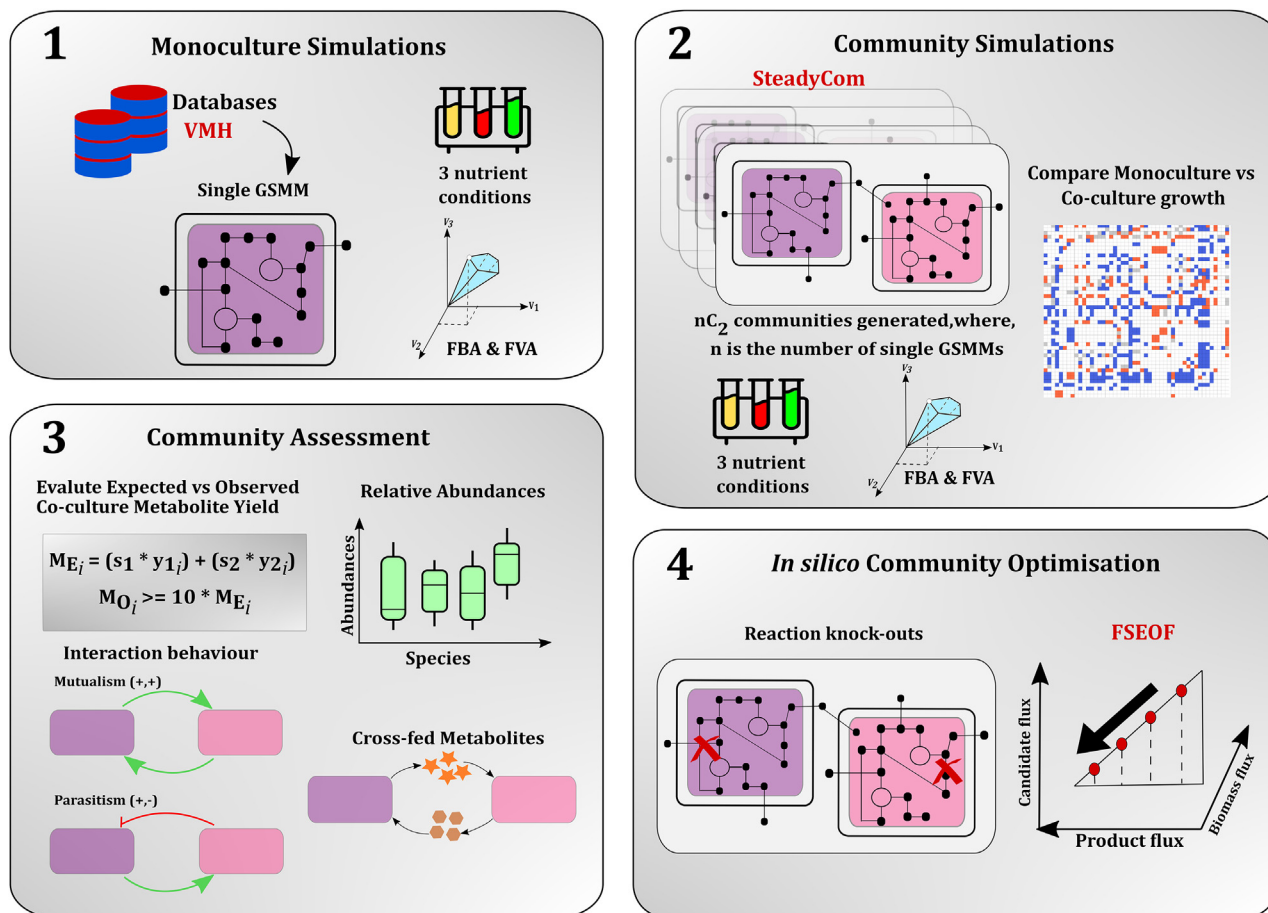 1
Monoculture Simulations
Databases
VMH
Single GSMM
3 nutrient
conditions
V3
V1
V2
FBA & FVA
2
Community Simulations
SteadyCom
Compare Monoculture vs
Co-culture growth
nC2 communities generated,where,
n is the number of single GSMMs
3 nutrient
conditions
V3
V1
V2
FBA & FVA
3
Community Assessment
Evalute Expected vs Observed
Co-culture Metabolite Yield
MEi = (s1 * y1i) + (s2 * y2i)
MOi >= 10 * MEi
Relative Abundances
Abundances
Species
Interaction behaviour
Mutualism (+,+)
Parasitism (+,-)
Cross-fed Metabolites
4
In silico Community Optimisation
Reaction knock-outs
FSEOF
Candidate flux
Product flux
Biomass flux